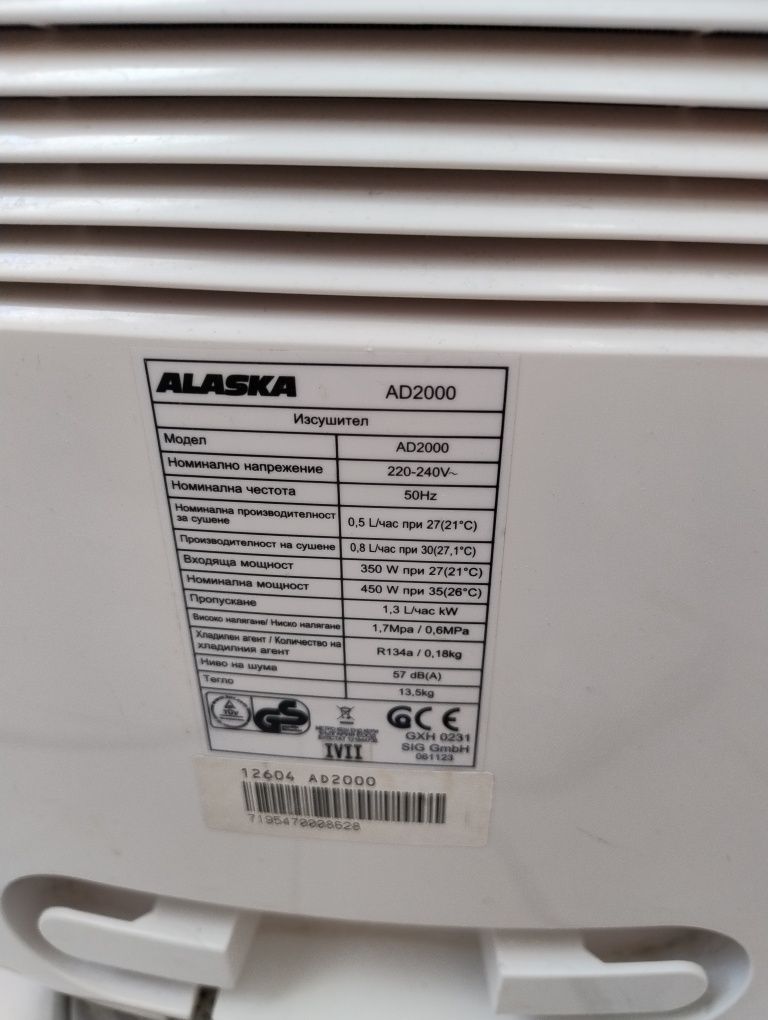 ALASKA AD2000
Изсушител
Модел AD2000
Номинално напрежение 220-240V~
Номинална честота 50Hz
Номинална производителност
за сушене 0,5 L/час при 27(21°C)
Производителност на сушене 0,8 L/час при 30(27,1°C)
Входяща мощност 350 W при 27(21°C)
Номинална мощност 450 W при 35(26°C)
Пропускане 1,3 L/час kW
Високо налягане/ Ниско налягане 1,7Mpa / 0,6MPa
Хладилен агент / Количество на
хладилния агент R134a / 0,18kg
Ниво на шума 57 dB(A)
Тегло 13,5kg
TÜV GS CE
GXH 0231
IVII SIG GmbH
061123
12604 AD2000
7195470008628